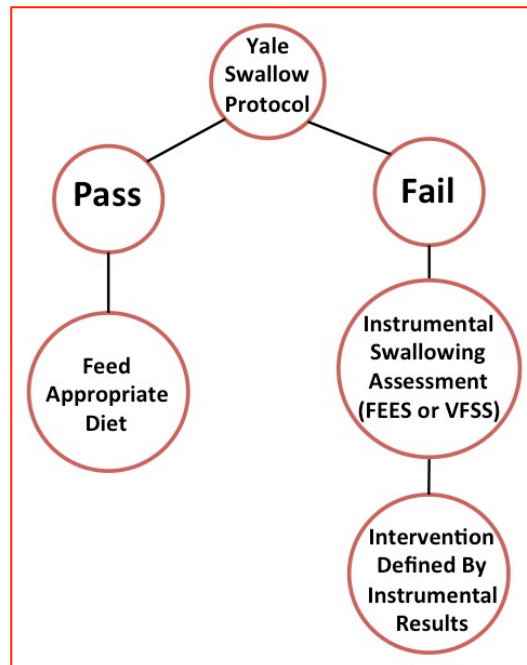 Yale
Swallow
Protocol
Pass
Fail
Feed
Appropriate
Diet
Instrumental
Swallowing
Assessment
(FEES or VFSS)
Intervention
Defined By
Instrumental
Results